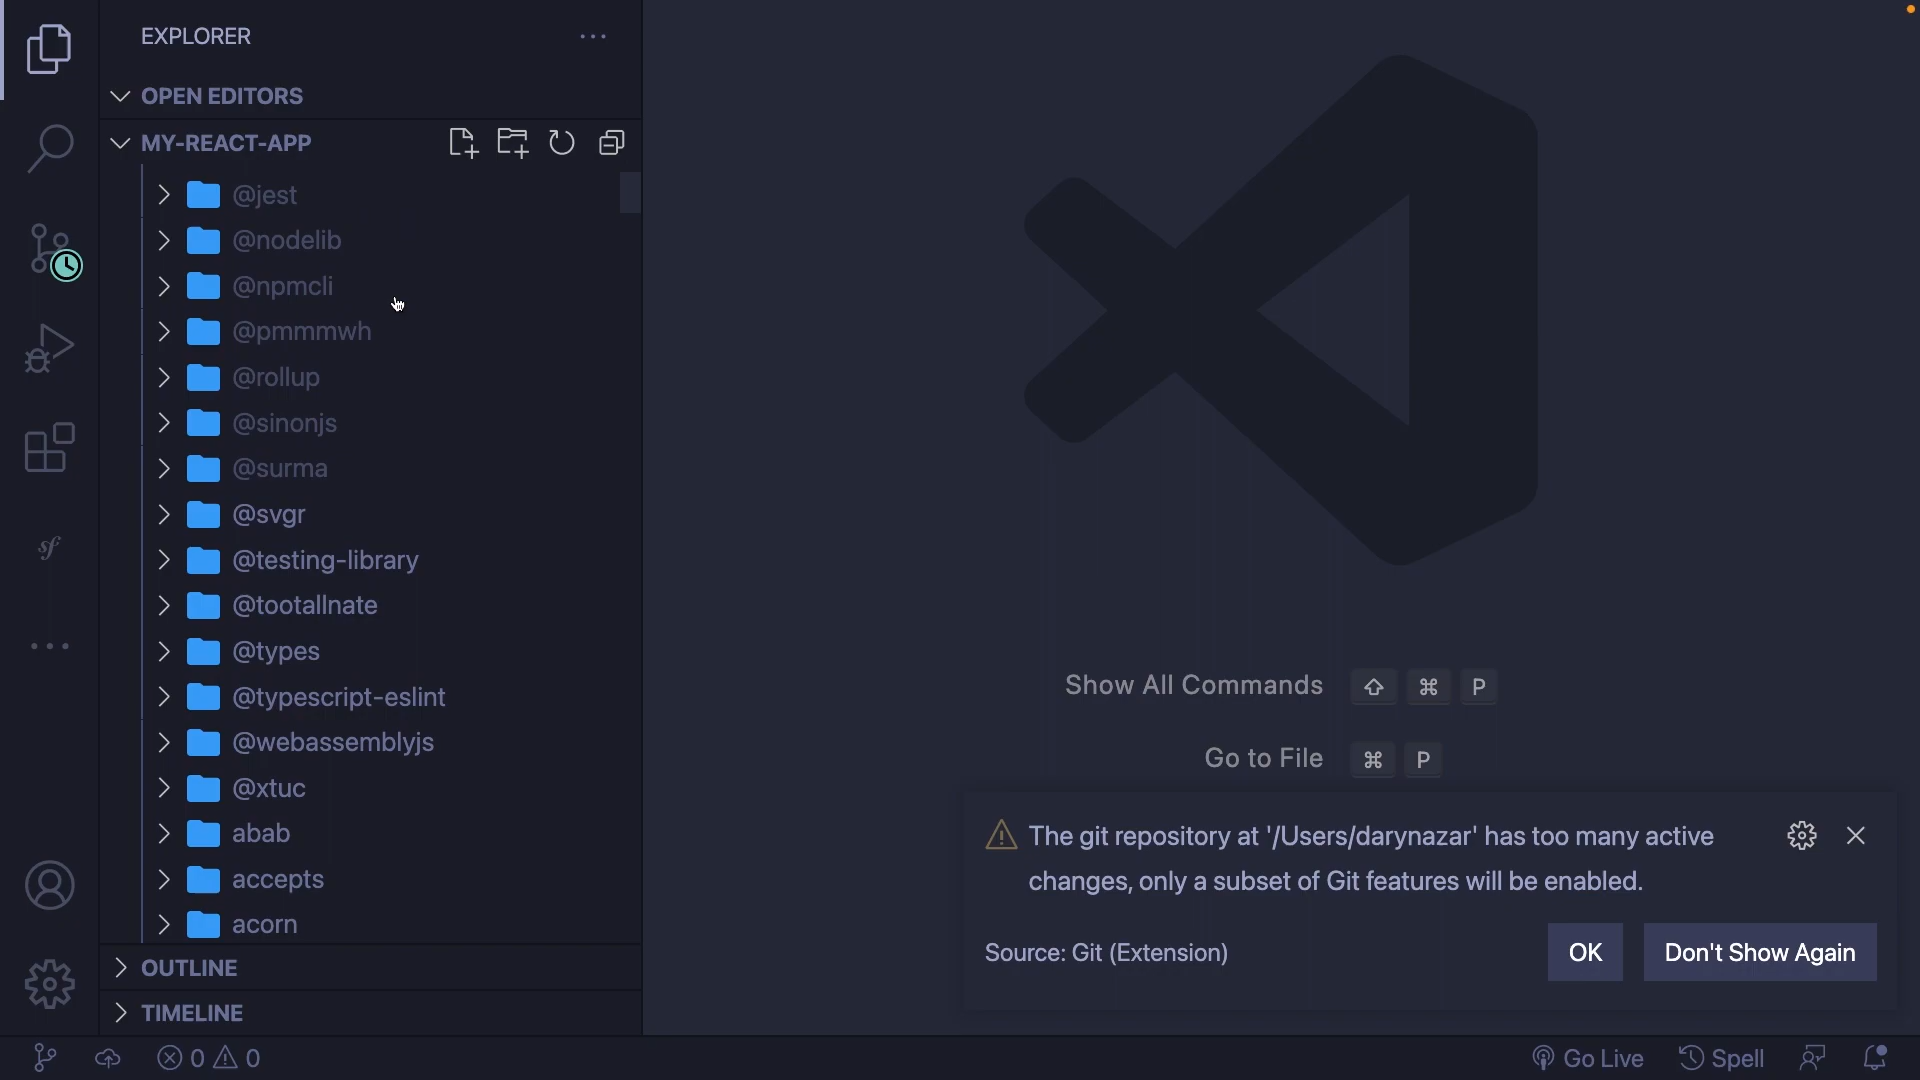 EXPLORER
OPEN EDITORS
MY-REACT-APP
@jest
@nodelib
@npmcli
@pmmmwh
@rollup
@sinonjs
@surma
@svgr
@testing-library
@tootallnate
@types
@typescript-eslint
@webassemblyjs
@xtuc
abab
accepts
acorn
OUTLINE
TIMELINE
Show All Commands ⇧ ⌘ P
Go to File ⌘ P
The git repository at '/Users/darynazar' has too many active
changes, only a subset of Git features will be enabled.
Source: Git (Extension)
OK
Don't Show Again
0 0
Go Live
Spell